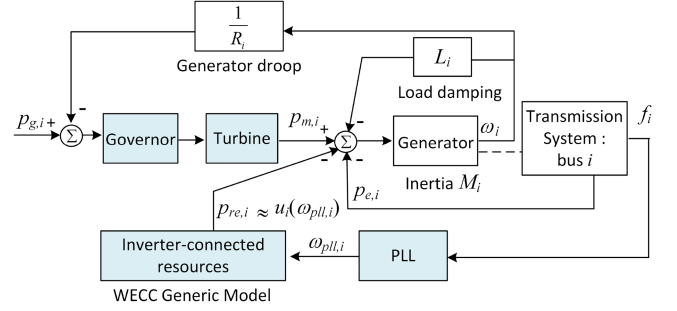 1
R_i
Generator droop
L_i
Load damping
-
-
p_{g,i} +
Σ
Governor
Turbine
p_{m,i}
+
Σ
-
-
Generator
ω_i
Transmission
System :
bus i
f_i
Inertia M_i
p_{e,i}
p_{re,i} ≈ u_i(ω_{pll,i})
Inverter-connected
resources
ω_{pll,i}
PLL
WECC Generic Model